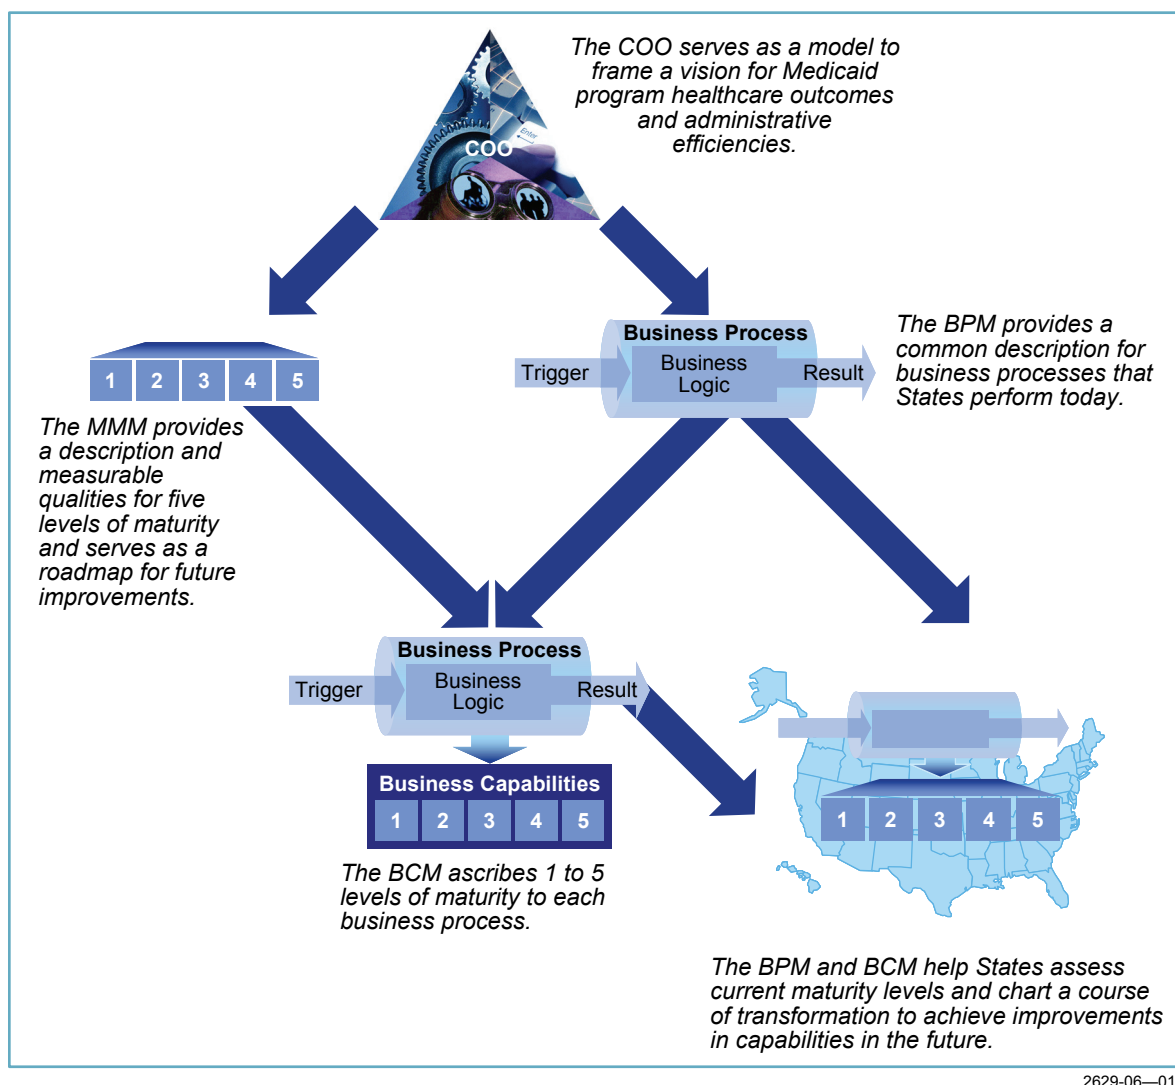 The COO serves as a model to
frame a vision for Medicaid
program healthcare outcomes
and administrative
efficiencies.
Enter
COO
Business Process
Trigger
Business
Logic
Result
The BPM provides a
common description for
business processes that
States perform today.
1 2 3 4 5
The MMM provides
a description and
measurable
qualities for five
levels of maturity
and serves as a
roadmap for future
improvements.
Business Process
Trigger
Business
Logic
Result
Business Capabilities
1 2 3 4 5
The BCM ascribes 1 to 5
levels of maturity to each
business process.
1 2 3 4 5
The BPM and BCM help States assess
current maturity levels and chart a course
of transformation to achieve improvements
in capabilities in the future.
2629-06—01